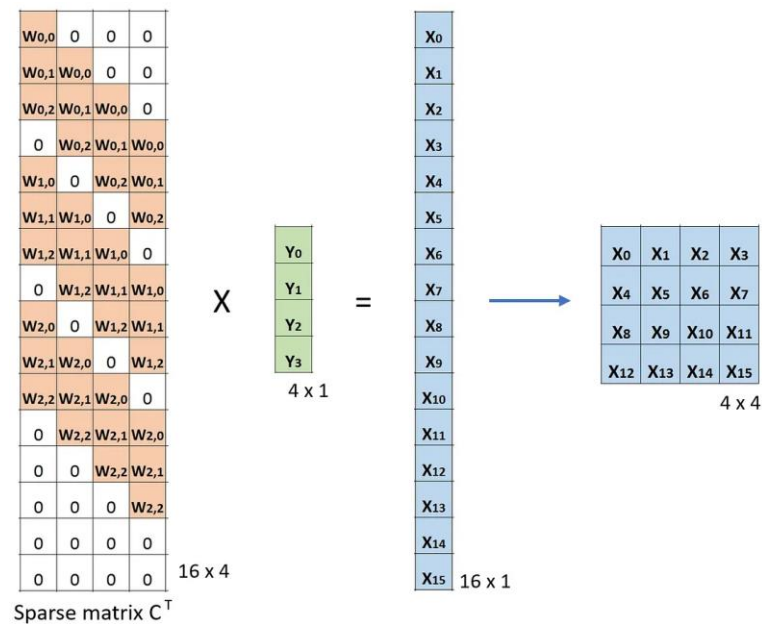 W0,0 0 0 0
W0,1 W0,0 0 0
W0,2 W0,1 W0,0 0
0 W0,2 W0,1 W0,0
W1,0 0 W0,2 W0,1
W1,1 W1,0 0 W0,2
W1,2 W1,1 W1,0 0
0 W1,2 W1,1 W1,0
W2,0 0 W1,2 W1,1
W2,1 W2,0 0 W1,2
W2,2 W2,1 W2,0 0
0 W2,2 W2,1 W2,0
0 0 W2,2 W2,1
0 0 0 W2,2
0 0 0 0
0 0 0 0
16 x 4
Sparse matrix C^T
X
Y0
Y1
Y2
Y3
4 x 1
=
X0
X1
X2
X3
X4
X5
X6
X7
X8
X9
X10
X11
X12
X13
X14
X15
16 x 1
X0 X1 X2 X3
X4 X5 X6 X7
X8 X9 X10 X11
X12 X13 X14 X15
4 x 4